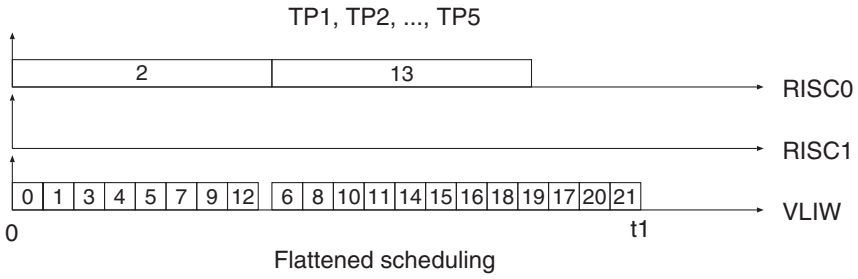 TP1, TP2, ..., TP5
2 13 RISC0
RISC1
0 1 3 4 5 7 9 12 6 8 10 11 14 15 16 18 19 17 20 21 VLIW
0 t1
Flattened scheduling